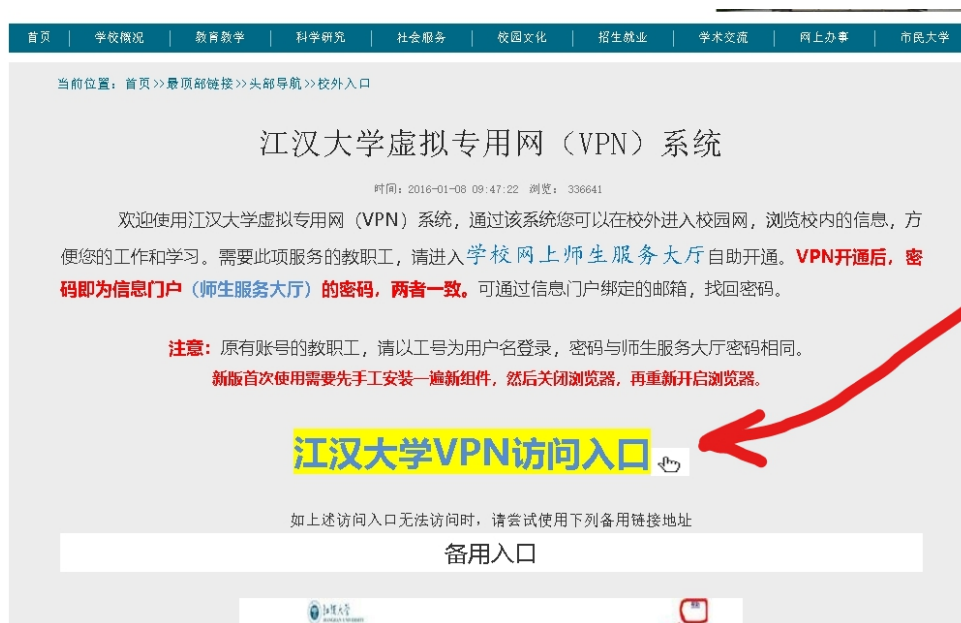 首页 | 学校概况 | 教育教学 | 科学研究 | 社会服务 | 校园文化 | 招生就业 | 学术交流 | 网上办事 | 市民大学
当前位置：首页>>最顶部链接>>头部导航>>校外入口
江汉大学虚拟专用网（VPN）系统
时间：2016-01-08 09:47:22 浏览： 336641
欢迎使用江汉大学虚拟专用网（VPN）系统，通过该系统您可以在校外进入校园网，浏览校内的信息，方
便您的工作和学习。需要此项服务的教职工，请进入学校网上师生服务大厅自助开通。VPN开通后，密
码即为信息门户（师生服务大厅）的密码，两者一致。可通过信息门户绑定的邮箱，找回密码。
注意：原有账号的教职工，请以工号为用户名登录，密码与师生服务大厅密码相同。
新版首次使用需要先手工安装一遍新组件，然后关闭浏览器，再重新开启浏览器。
江汉大学VPN访问入口
如上述访问入口无法访问时，请尝试使用下列备用链接地址
备用入口
江汉大学